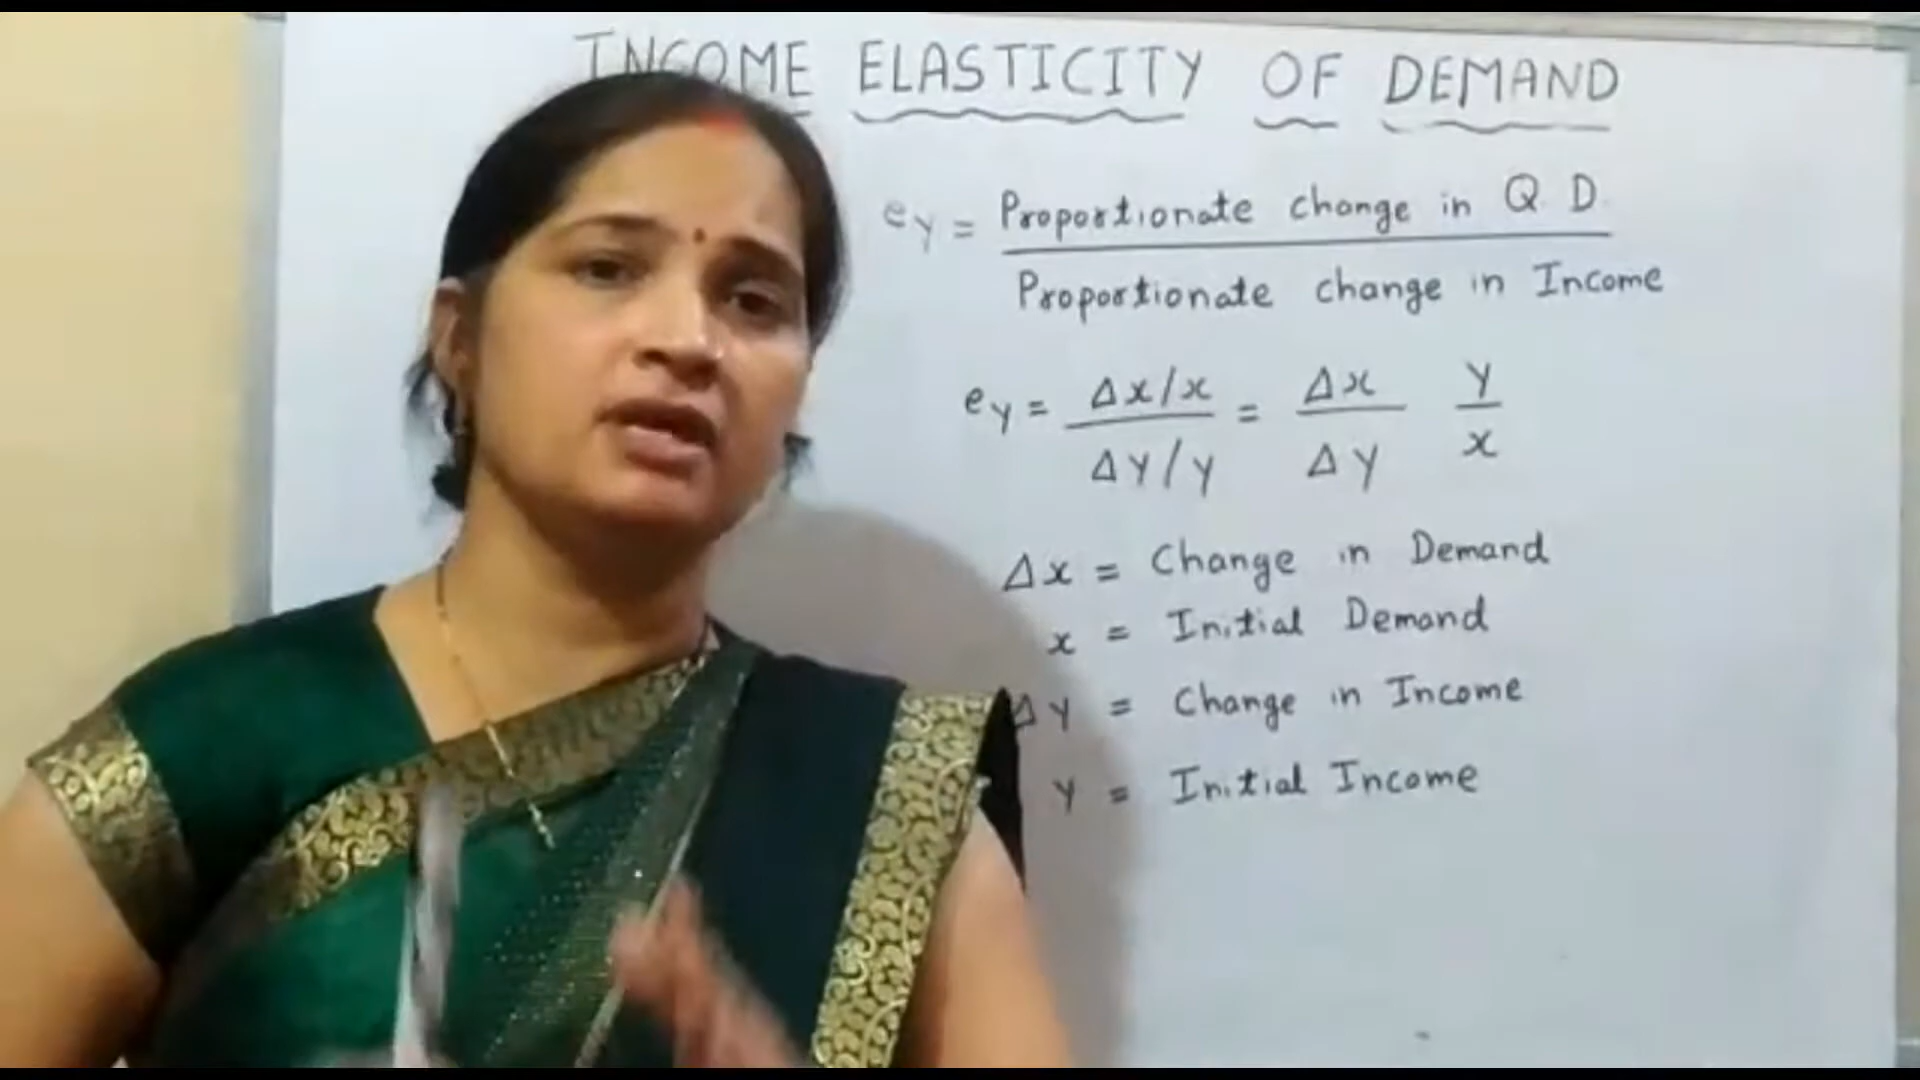 INCOME ELASTICITY OF DEMAND
eY = Proportionate change in Q.D.
Proportionate change in Income
eY = Δx/x = Δx Y
ΔY/Y ΔY x
Δx = Change in Demand
x = Initial Demand
ΔY = Change in Income
Y = Initial Income